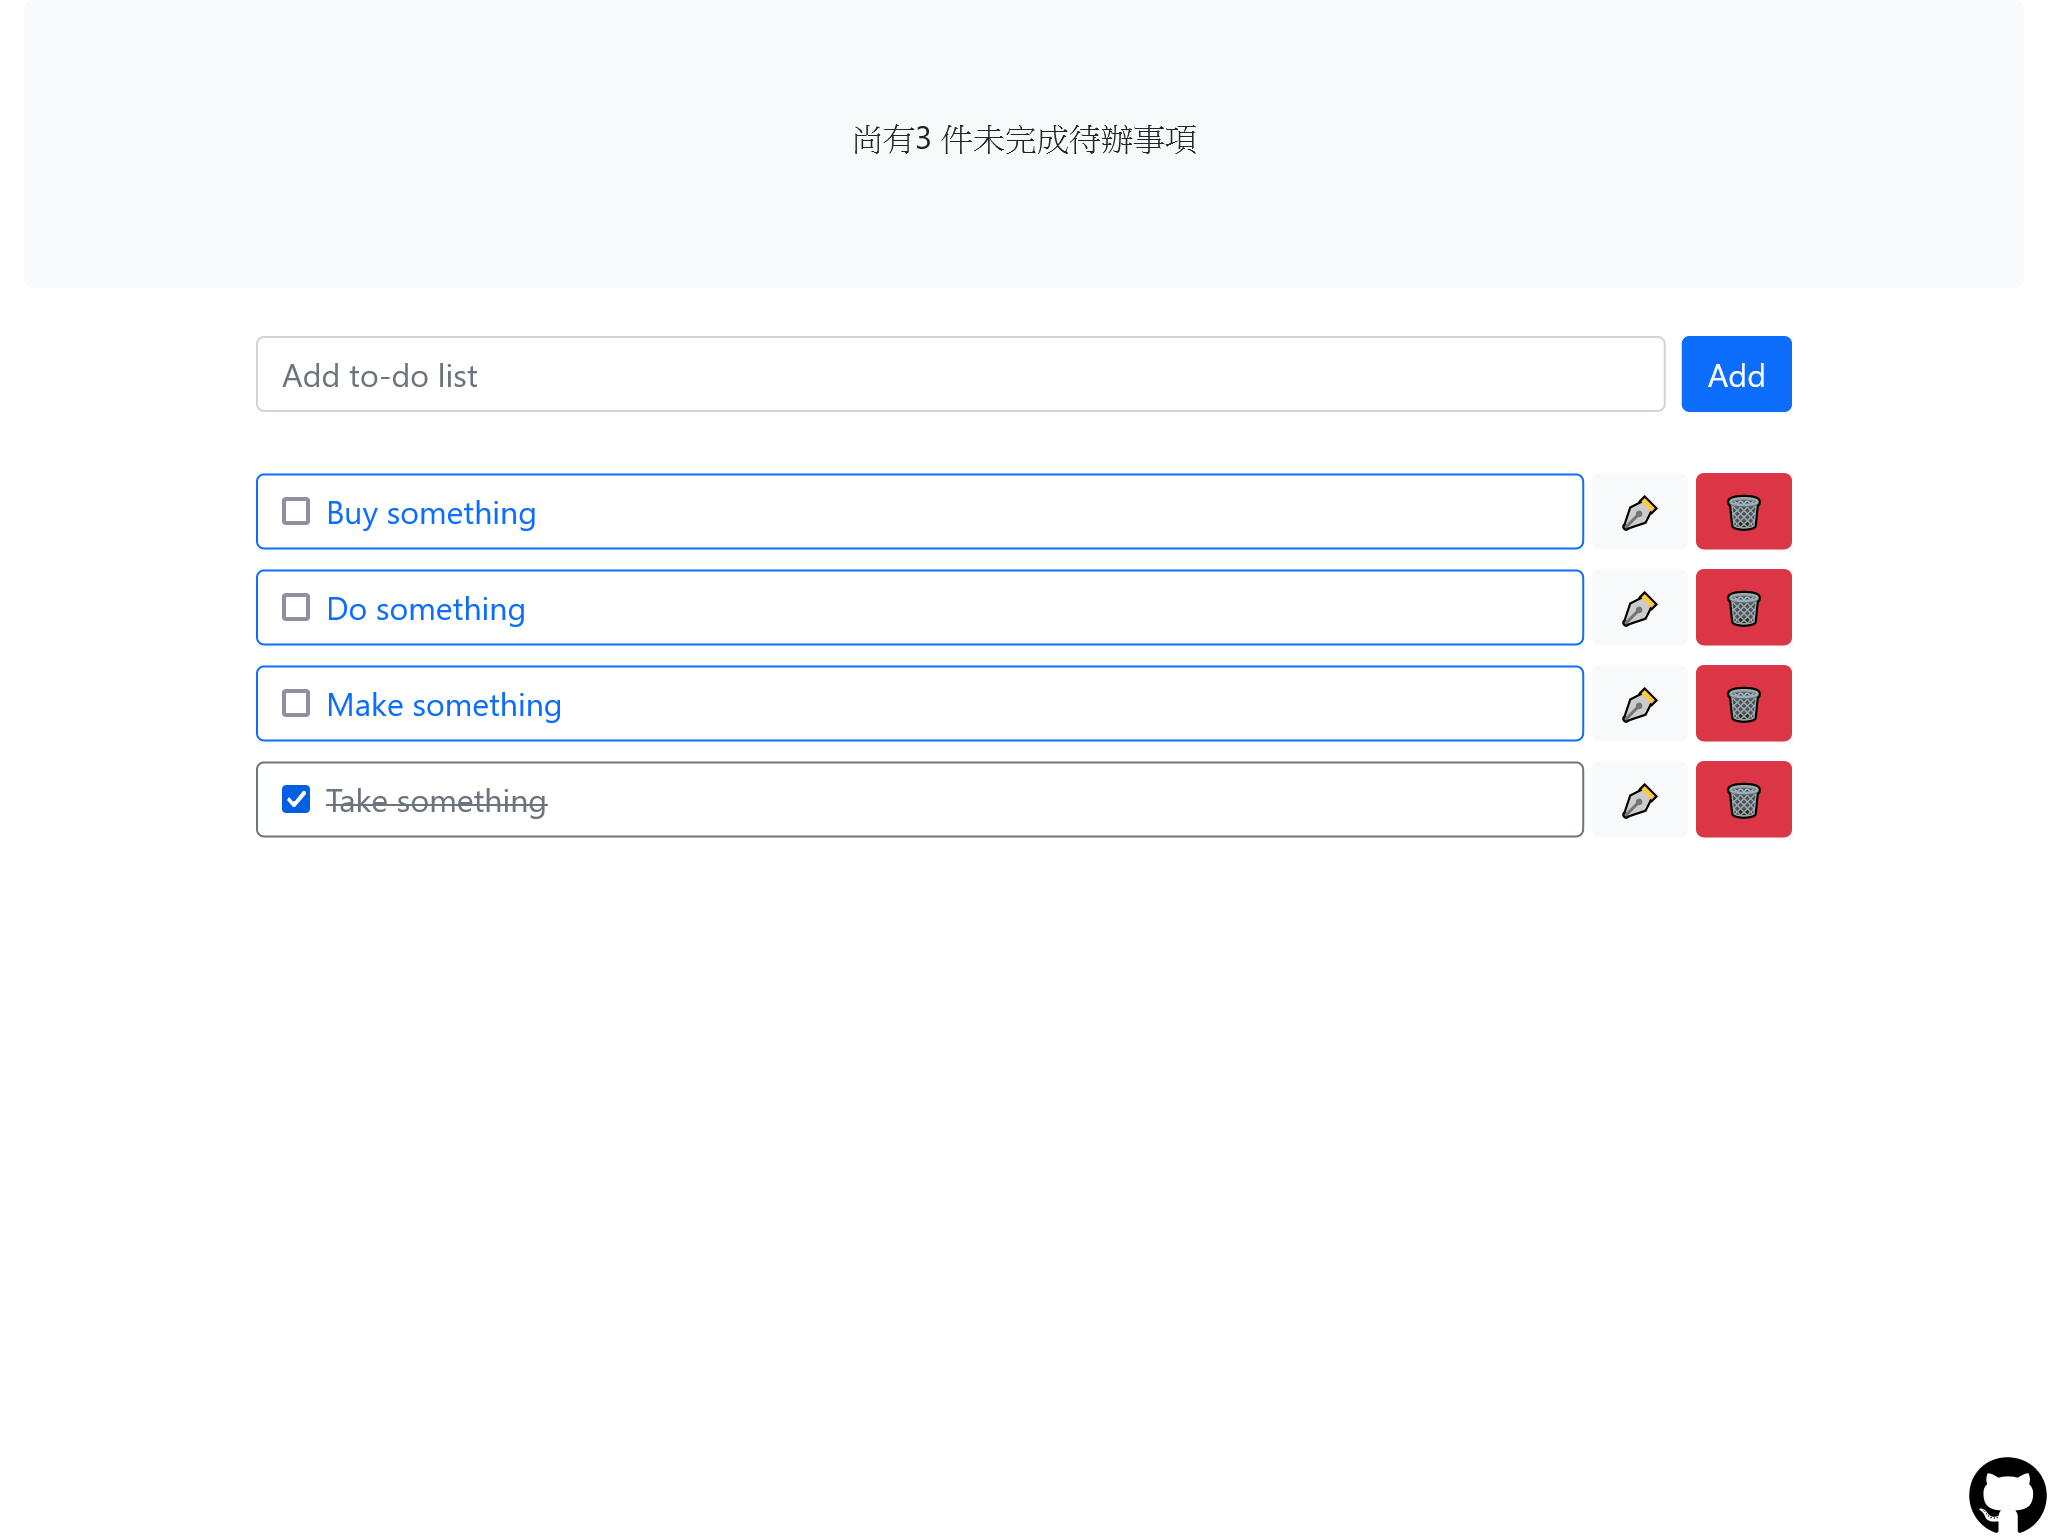 尚有3 件未完成待辦事項
Add to-do list
Add
Buy something
Do something
Make something
Take something